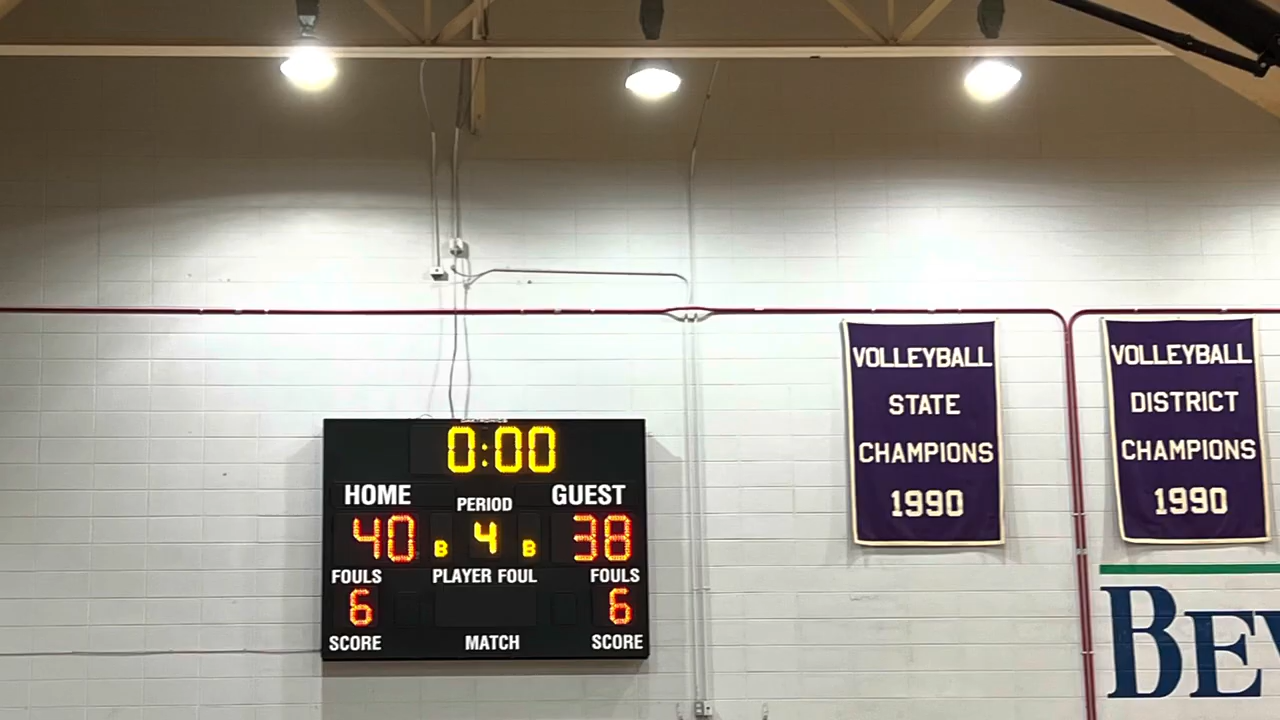 DAKTRONICS
0:00
HOME
PERIOD
GUEST
40
B
4
B
38
FOULS
PLAYER FOUL
FOULS
6
6
SCORE
MATCH
SCORE
VOLLEYBALL
STATE
CHAMPIONS
1990
VOLLEYBALL
DISTRICT
CHAMPIONS
1990
BE